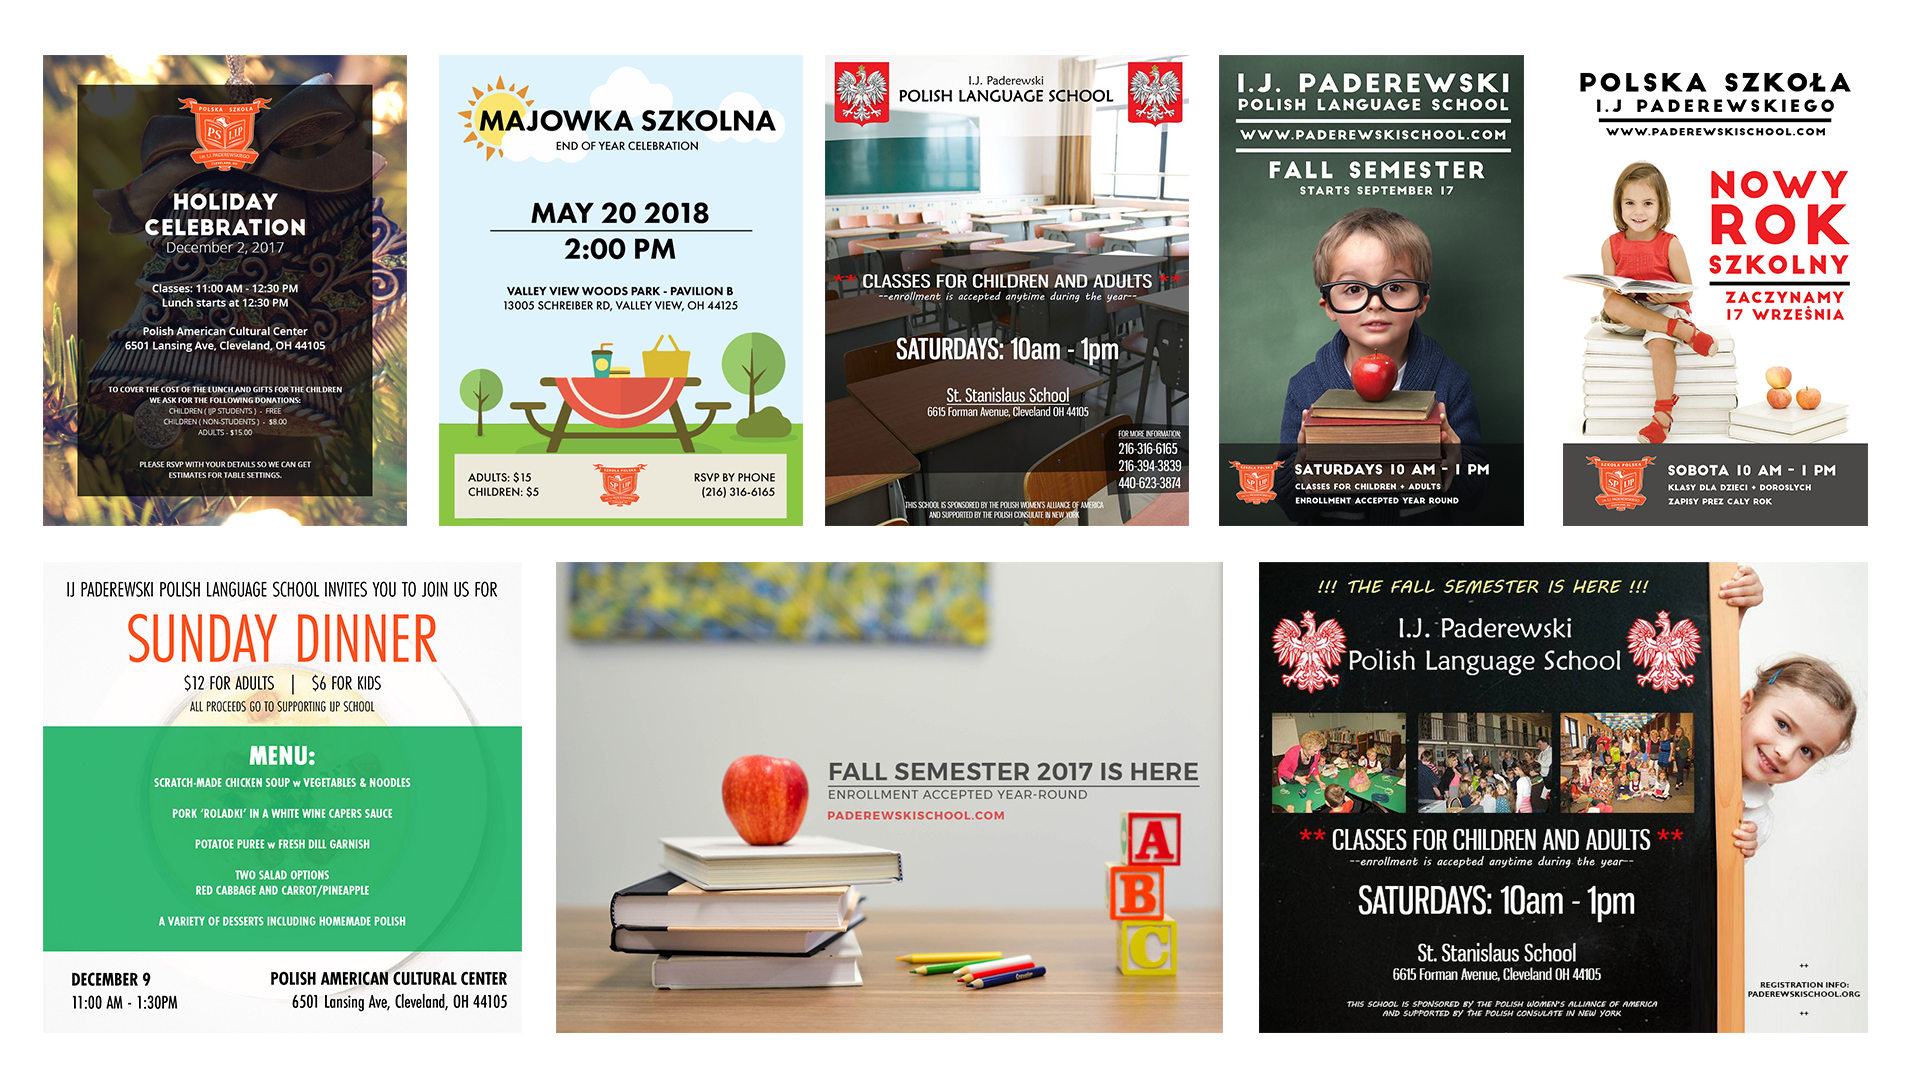 POLSKA SZKOŁA
PS IJP
IM. I.J. PADEREWSKIEGO
CLEVELAND, OH
HOLIDAY
CELEBRATION
December 2, 2017
Classes: 11:00 AM - 12:30 PM
Lunch starts at 12:30 PM
Polish American Cultural Center
6501 Lansing Ave, Cleveland, OH 44105
TO COVER THE COST OF THE LUNCH AND GIFTS FOR THE CHILDREN
WE ASK FOR THE FOLLOWING DONATIONS:
CHILDREN ( IJP STUDENTS ) - FREE
CHILDREN ( NON-STUDENTS ) - $8.00
ADULTS - $15.00
PLEASE RSVP WITH YOUR DETAILS SO WE CAN GET
ESTIMATES FOR TABLE SETTINGS.
MAJOWKA SZKOLNA
END OF YEAR CELEBRATION
MAY 20 2018
2:00 PM
VALLEY VIEW WOODS PARK - PAVILION B
13005 SCHREIBER RD, VALLEY VIEW, OH 44125
ADULTS: $15
CHILDREN: $5
SZKOŁA POLSKA
SP IJP
RSVP BY PHONE
(216) 316-6165
I.J. Paderewski
POLISH LANGUAGE SCHOOL
** CLASSES FOR CHILDREN AND ADULTS **
--enrollment is accepted anytime during the year--
SATURDAYS: 10am - 1pm
St. Stanislaus School
6615 Forman Avenue, Cleveland OH 44105
FOR MORE INFORMATION:
216-316-6165
216-394-3839
440-623-3874
THIS SCHOOL IS SPONSORED BY THE POLISH WOMEN'S ALLIANCE OF AMERICA
AND SUPPORTED BY THE POLISH CONSULATE IN NEW YORK
I.J. PADEREWSKI
POLISH LANGUAGE SCHOOL
WWW.PADEREWSKISCHOOL.COM
FALL SEMESTER
STARTS SEPTEMBER 17
SZKOŁA POLSKA
SP IJP
SATURDAYS 10 AM - 1 PM
CLASSES FOR CHILDREN + ADULTS
ENROLLMENT ACCEPTED YEAR ROUND
POLSKA SZKOŁA
I.J PADEREWSKIEGO
WWW.PADEREWSKISCHOOL.COM
NOWY
ROK
SZKOLNY
ZACZYNAMY
17 WRZEŚNIA
SZKOŁA POLSKA
SP IJP
SOBOTA 10 AM - 1 PM
KLASY DLA DZIECI + DOROSLYCH
ZAPISY PREZ CALY ROK
IJ PADEREWSKI POLISH LANGUAGE SCHOOL INVITES YOU TO JOIN US FOR
SUNDAY DINNER
$12 FOR ADULTS | $6 FOR KIDS
ALL PROCEEDS GO TO SUPPORTING IJP SCHOOL
MENU:
SCRATCH-MADE CHICKEN SOUP w VEGETABLES & NOODLES
PORK 'ROLADKI' IN A WHITE WINE CAPERS SAUCE
POTATOE PUREE w FRESH DILL GARNISH
TWO SALAD OPTIONS
RED CABBAGE AND CARROT/PINEAPPLE
A VARIETY OF DESSERTS INCLUDING HOMEMADE POLISH
DECEMBER 9
11:00 AM - 1:30PM
POLISH AMERICAN CULTURAL CENTER
6501 Lansing Ave, Cleveland, OH 44105
FALL SEMESTER 2017 IS HERE
ENROLLMENT ACCEPTED YEAR-ROUND
PADEREWSKISCHOOL.COM
A
B
C
!!! THE FALL SEMESTER IS HERE !!!
I.J. Paderewski
Polish Language School
** CLASSES FOR CHILDREN AND ADULTS **
--enrollment is accepted anytime during the year--
SATURDAYS: 10am - 1pm
St. Stanislaus School
6615 Forman Avenue, Cleveland OH 44105
THIS SCHOOL IS SPONSORED BY THE POLISH WOMEN'S ALLIANCE OF AMERICA
AND SUPPORTED BY THE POLISH CONSULATE IN NEW YORK
++
REGISTRATION INFO:
PADEREWSKISCHOOL.ORG
++